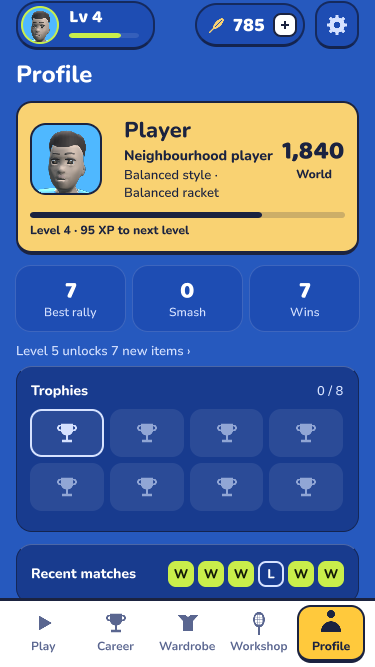 Lv 4
785 +
Profile
Player
Neighbourhood player
1,840
World
Balanced style ·
Balanced racket
Level 4 · 95 XP to next level
7
Best rally
0
Smash
7
Wins
Level 5 unlocks 7 new items ›
Trophies
0 / 8
Recent matches
W W W L W W
Play
Career
Wardrobe
Workshop
Profile